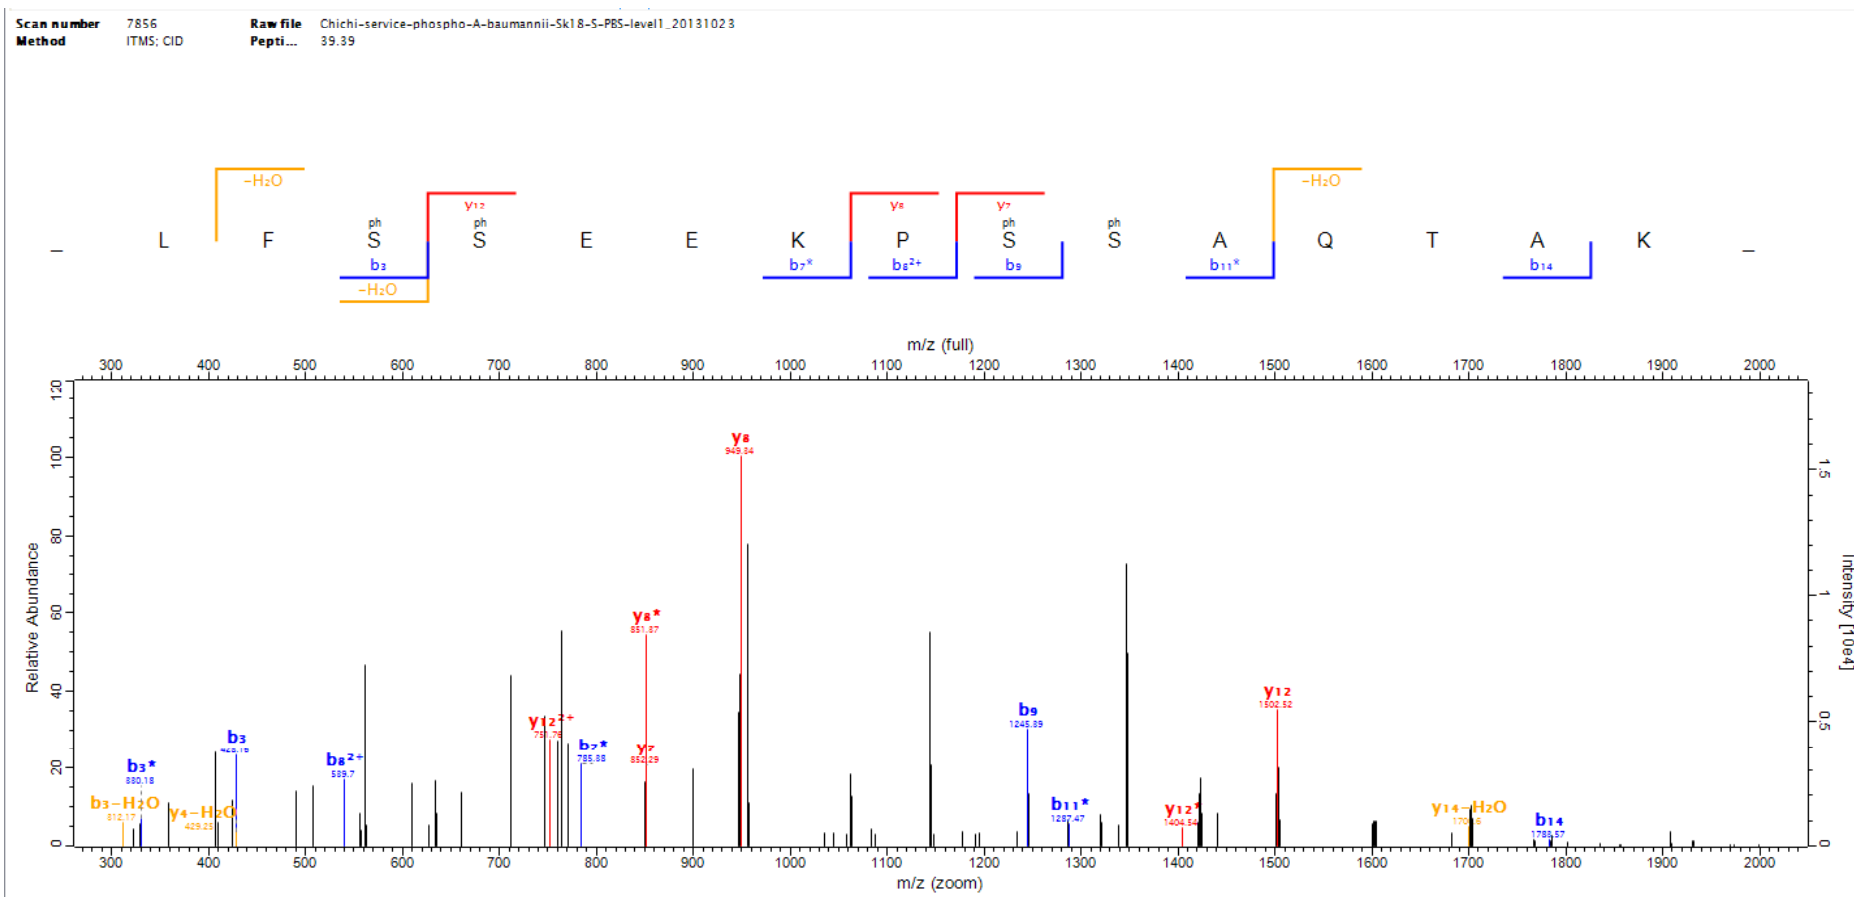 Scan number 7856 Raw file Chichi-service-phospho-A-baumannii-Sk18-S-PBS-level1_20131023
Method ITMS; CID Pepti... 39.39
−H₂O −H₂O
y₁₂ y₈ y₇
ph ph ph ph
_ L F S S E E K P S S A Q T A K _
b₃ b₇* b₈²⁺ b₉ b₁₁* b₁₄
−H₂O
m/z (full)
300 400 500 600 700 800 900 1000 1100 1200 1300 1400 1500 1600 1700 1800 1900 2000
120
100
80
60
40
20
0
Relative Abundance
1.5
1
0.5
0
Intensity [10e4]
y₈
949.84
y₈*
851.87
y₁₂
1502.52
b₉
1245.89
y₁₂²⁺
751.76
b₇*
785.88
y₇
852.29
b₃
b₈²⁺
589.7
b₃*
330.18
b₃−H₂O
312.17
y₄−H₂O
429.25
b₁₁*
1287.47
y₁₂*
1404.54
y₁₄−H₂O
b₁₄
1788.57
300 400 500 600 700 800 900 1000 1100 1200 1300 1400 1500 1600 1700 1800 1900 2000
m/z (zoom)